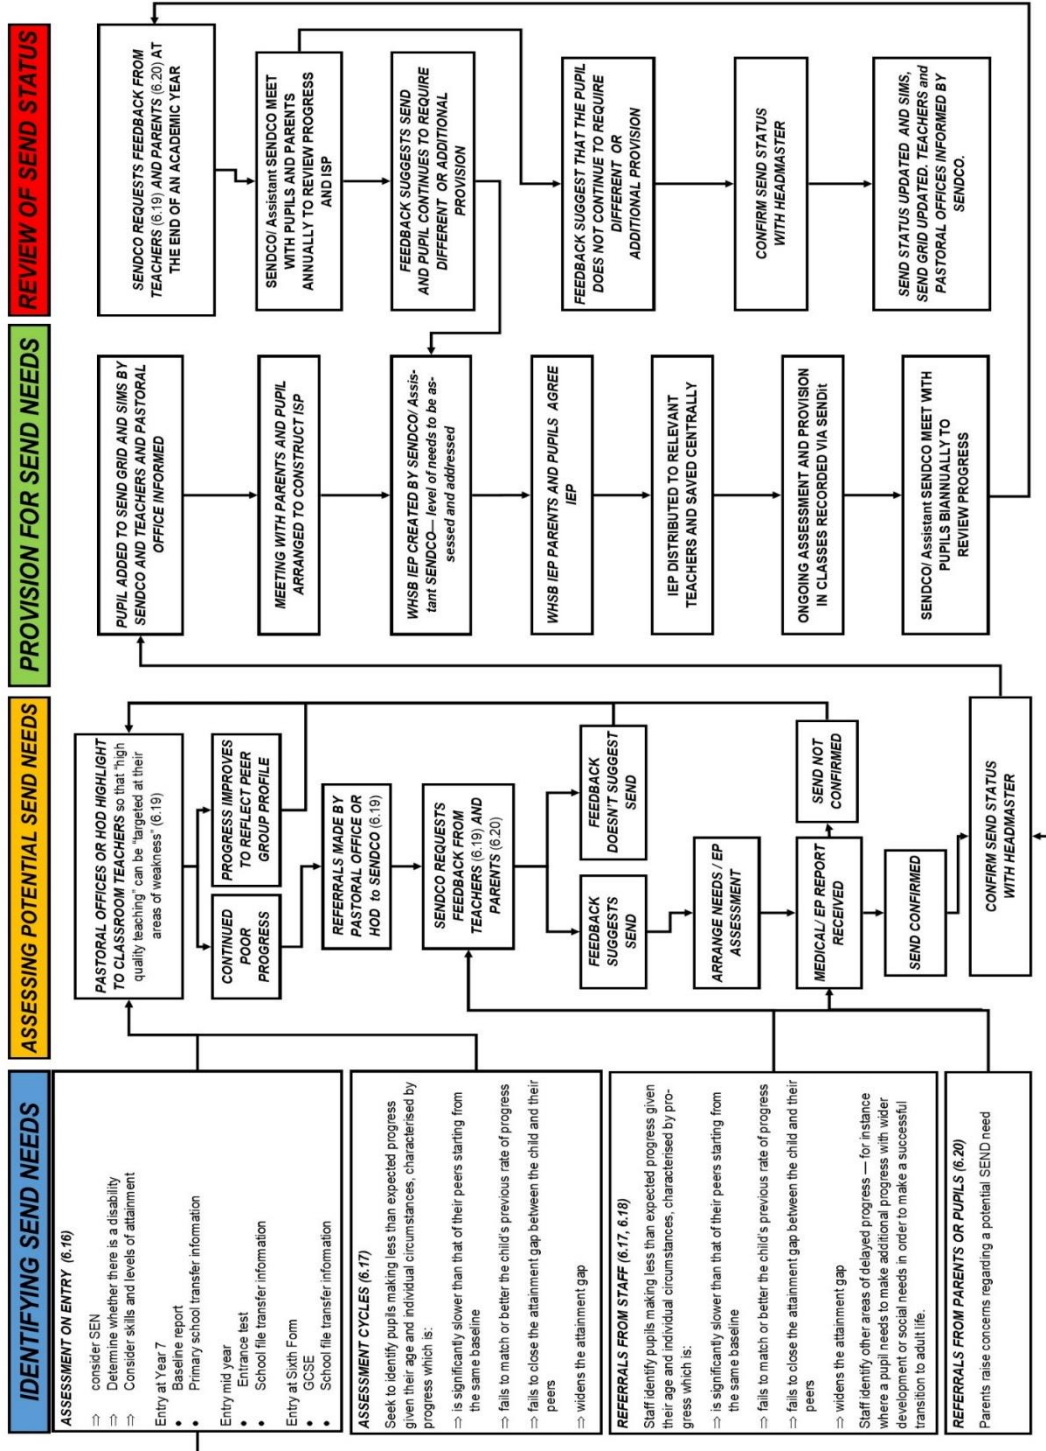 IDENTIFYING SEND NEEDS
ASSESSMENT ON ENTRY (6.16)
⇒ consider SEN
⇒ Determine whether there is a disability
⇒ Consider skills and levels of attainment
Entry at Year 7
• Baseline report
• Primary school transfer information
Entry mid year
• Entrance test
• School file transfer information
Entry at Sixth Form
• GCSE
• School file transfer information
ASSESSMENT CYCLES (6.17)
Seek to identify pupils making less than expected progress
given their age and individual circumstances, characterised by
progress which is:
⇒ is significantly slower than that of their peers starting from
the same baseline
⇒ fails to match or better the child's previous rate of progress
⇒ fails to close the attainment gap between the child and their
peers
⇒ widens the attainment gap
REFERRALS FROM STAFF (6.17, 6.18)
Staff identify pupils making less than expected progress given
their age and individual circumstances, characterised by pro-
gress which is:
⇒ is significantly slower than that of their peers starting from
the same baseline
⇒ fails to match or better the child's previous rate of progress
⇒ fails to close the attainment gap between the child and their
peers
⇒ widens the attainment gap
Staff identify other areas of delayed progress — for instance
where a pupil needs to make additional progress with wider
development or social needs in order to make a successful
transition to adult life.
REFERRALS FROM PARENTS OR PUPILS (6.20)
Parents raise concerns regarding a potential SEND need
ASSESSING POTENTIAL SEND NEEDS
PASTORAL OFFICES OR HOD HIGHLIGHT
TO CLASSROOM TEACHERS so that "high
quality teaching" can be "targeted at their
areas of weakness" (6.19)
CONTINUED
POOR
PROGRESS
PROGRESS IMPROVES
TO REFLECT PEER
GROUP PROFILE
REFERRALS MADE BY
PASTORAL OFFICE OR
HOD to SENDCO (6.19)
SENDCO REQUESTS
FEEDBACK FROM
TEACHERS (6.19) AND
PARENTS (6.20)
FEEDBACK
SUGGESTS
SEND
FEEDBACK
DOESN'T SUGGEST
SEND
ARRANGE NEEDS / EP
ASSESSMENT
MEDICAL/ EP REPORT
RECEIVED
SEND NOT
CONFIRMED
SEND CONFIRMED
CONFIRM SEND STATUS
WITH HEADMASTER
PROVISION FOR SEND NEEDS
PUPIL ADDED TO SEND GRID AND SIMS BY
SENDCO AND TEACHERS AND PASTORAL
OFFICE INFORMED
MEETING WITH PARENTS AND PUPIL
ARRANGED TO CONSTRUCT ISP
WHSB IEP CREATED BY SENDCO/ Assis-
tant SENDCO— level of needs to be as-
sessed and addressed
WHSB IEP PARENTS AND PUPILS AGREE
IEP
IEP DISTRIBUTED TO RELEVANT
TEACHERS AND SAVED CENTRALLY
ONGOING ASSESSMENT AND PROVISION
IN CLASSES RECORDED VIA SENDit
SENDCO/ Assistant SENDCO MEET WITH
PUPILS BIANNUALLY TO
REVIEW PROGRESS
REVIEW OF SEND STATUS
SENDCO REQUESTS FEEDBACK FROM
TEACHERS (6.19) AND PARENTS (6.20) AT
THE END OF AN ACADEMIC YEAR
SENDCO/ Assistant SENDCO MEET
WITH PUPILS AND PARENTS
ANNUALLY TO REVIEW PROGRESS
AND ISP
FEEDBACK SUGGESTS SEND
AND PUPIL CONTINUES TO REQUIRE
DIFFERENT OR ADDITIONAL
PROVISION
FEEDBACK SUGGEST THAT THE PUPIL
DOES NOT CONTINUE TO REQUIRE
DIFFERENT OR
ADDITIONAL PROVISION
CONFIRM SEND STATUS
WITH HEADMASTER
SEND STATUS UPDATED AND SIMS,
SEND GRID UPDATED. TEACHERS and
PASTORAL OFFICES INFORMED BY
SENDCO.